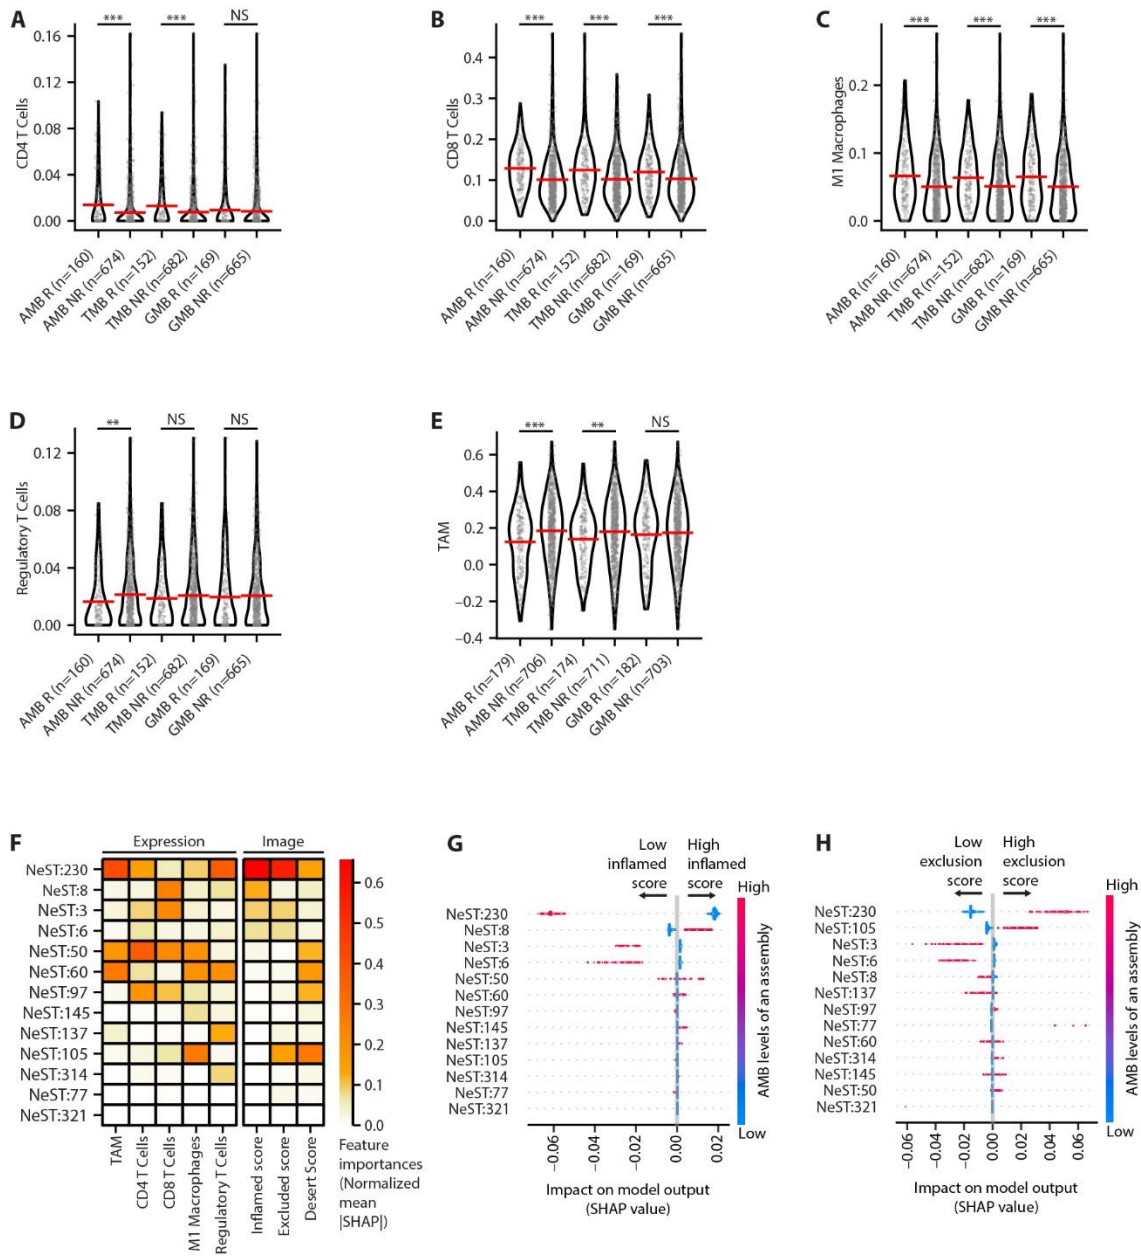 A
*** *** NS
0.16
0.12
0.08
0.04
0.00
CD4 T Cells
AMB R (n=160)
AMB NR (n=674)
TMB R (n=152)
TMB NR (n=682)
GMB R (n=169)
GMB NR (n=665)
B
*** *** ***
0.4
0.3
0.2
0.1
0.0
CD8 T Cells
AMB R (n=160)
AMB NR (n=674)
TMB R (n=152)
TMB NR (n=682)
GMB R (n=169)
GMB NR (n=665)
C
*** *** ***
0.2
0.1
0.0
M1 Macrophages
AMB R (n=160)
AMB NR (n=674)
TMB R (n=152)
TMB NR (n=682)
GMB R (n=169)
GMB NR (n=665)
D
** NS NS
0.12
0.08
0.04
0.00
Regulatory T Cells
AMB R (n=160)
AMB NR (n=674)
TMB R (n=152)
TMB NR (n=682)
GMB R (n=169)
GMB NR (n=665)
E
*** ** NS
0.6
0.4
0.2
0.0
−0.2
−0.4
TAM
AMB R (n=179)
AMB NR (n=706)
TMB R (n=174)
TMB NR (n=711)
GMB R (n=182)
GMB NR (n=703)
F
Expression Image
NeST:230
NeST:8
NeST:3
NeST:6
NeST:50
NeST:60
NeST:97
NeST:145
NeST:137
NeST:105
NeST:314
NeST:77
NeST:321
TAM
CD4 T Cells
CD8 T Cells
M1 Macrophages
Regulatory T Cells
Inflamed score
Excluded score
Desert Score
0.6
0.5
0.4
0.3
0.2
0.1
0.0
Feature
importances
(Normalized
mean
|SHAP|)
G
Low High
inflamed inflamed
score score
NeST:230
NeST:8
NeST:3
NeST:6
NeST:50
NeST:60
NeST:97
NeST:145
NeST:137
NeST:105
NeST:314
NeST:77
NeST:321
−0.06
−0.04
−0.02
0.00
0.02
Impact on model output
(SHAP value)
High
AMB levels of an assembly
Low
H
Low High
exclusion exclusion
score score
NeST:230
NeST:105
NeST:3
NeST:6
NeST:8
NeST:137
NeST:97
NeST:77
NeST:60
NeST:314
NeST:145
NeST:50
NeST:321
−0.06
−0.04
−0.02
0.00
0.02
0.04
0.06
Impact on model output
(SHAP value)
High
AMB levels of an assembly
Low